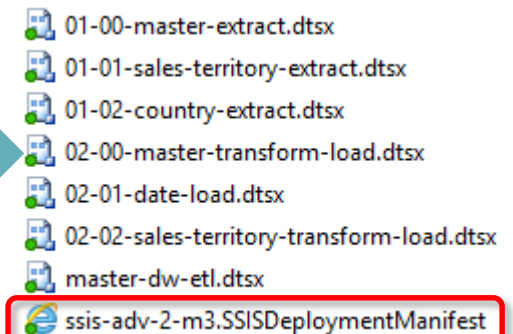 01-00-master-extract.dtsx
01-01-sales-territory-extract.dtsx
01-02-country-extract.dtsx
02-00-master-transform-load.dtsx
02-01-date-load.dtsx
02-02-sales-territory-transform-load.dtsx
master-dw-etl.dtsx
ssis-adv-2-m3.SSISDeploymentManifest